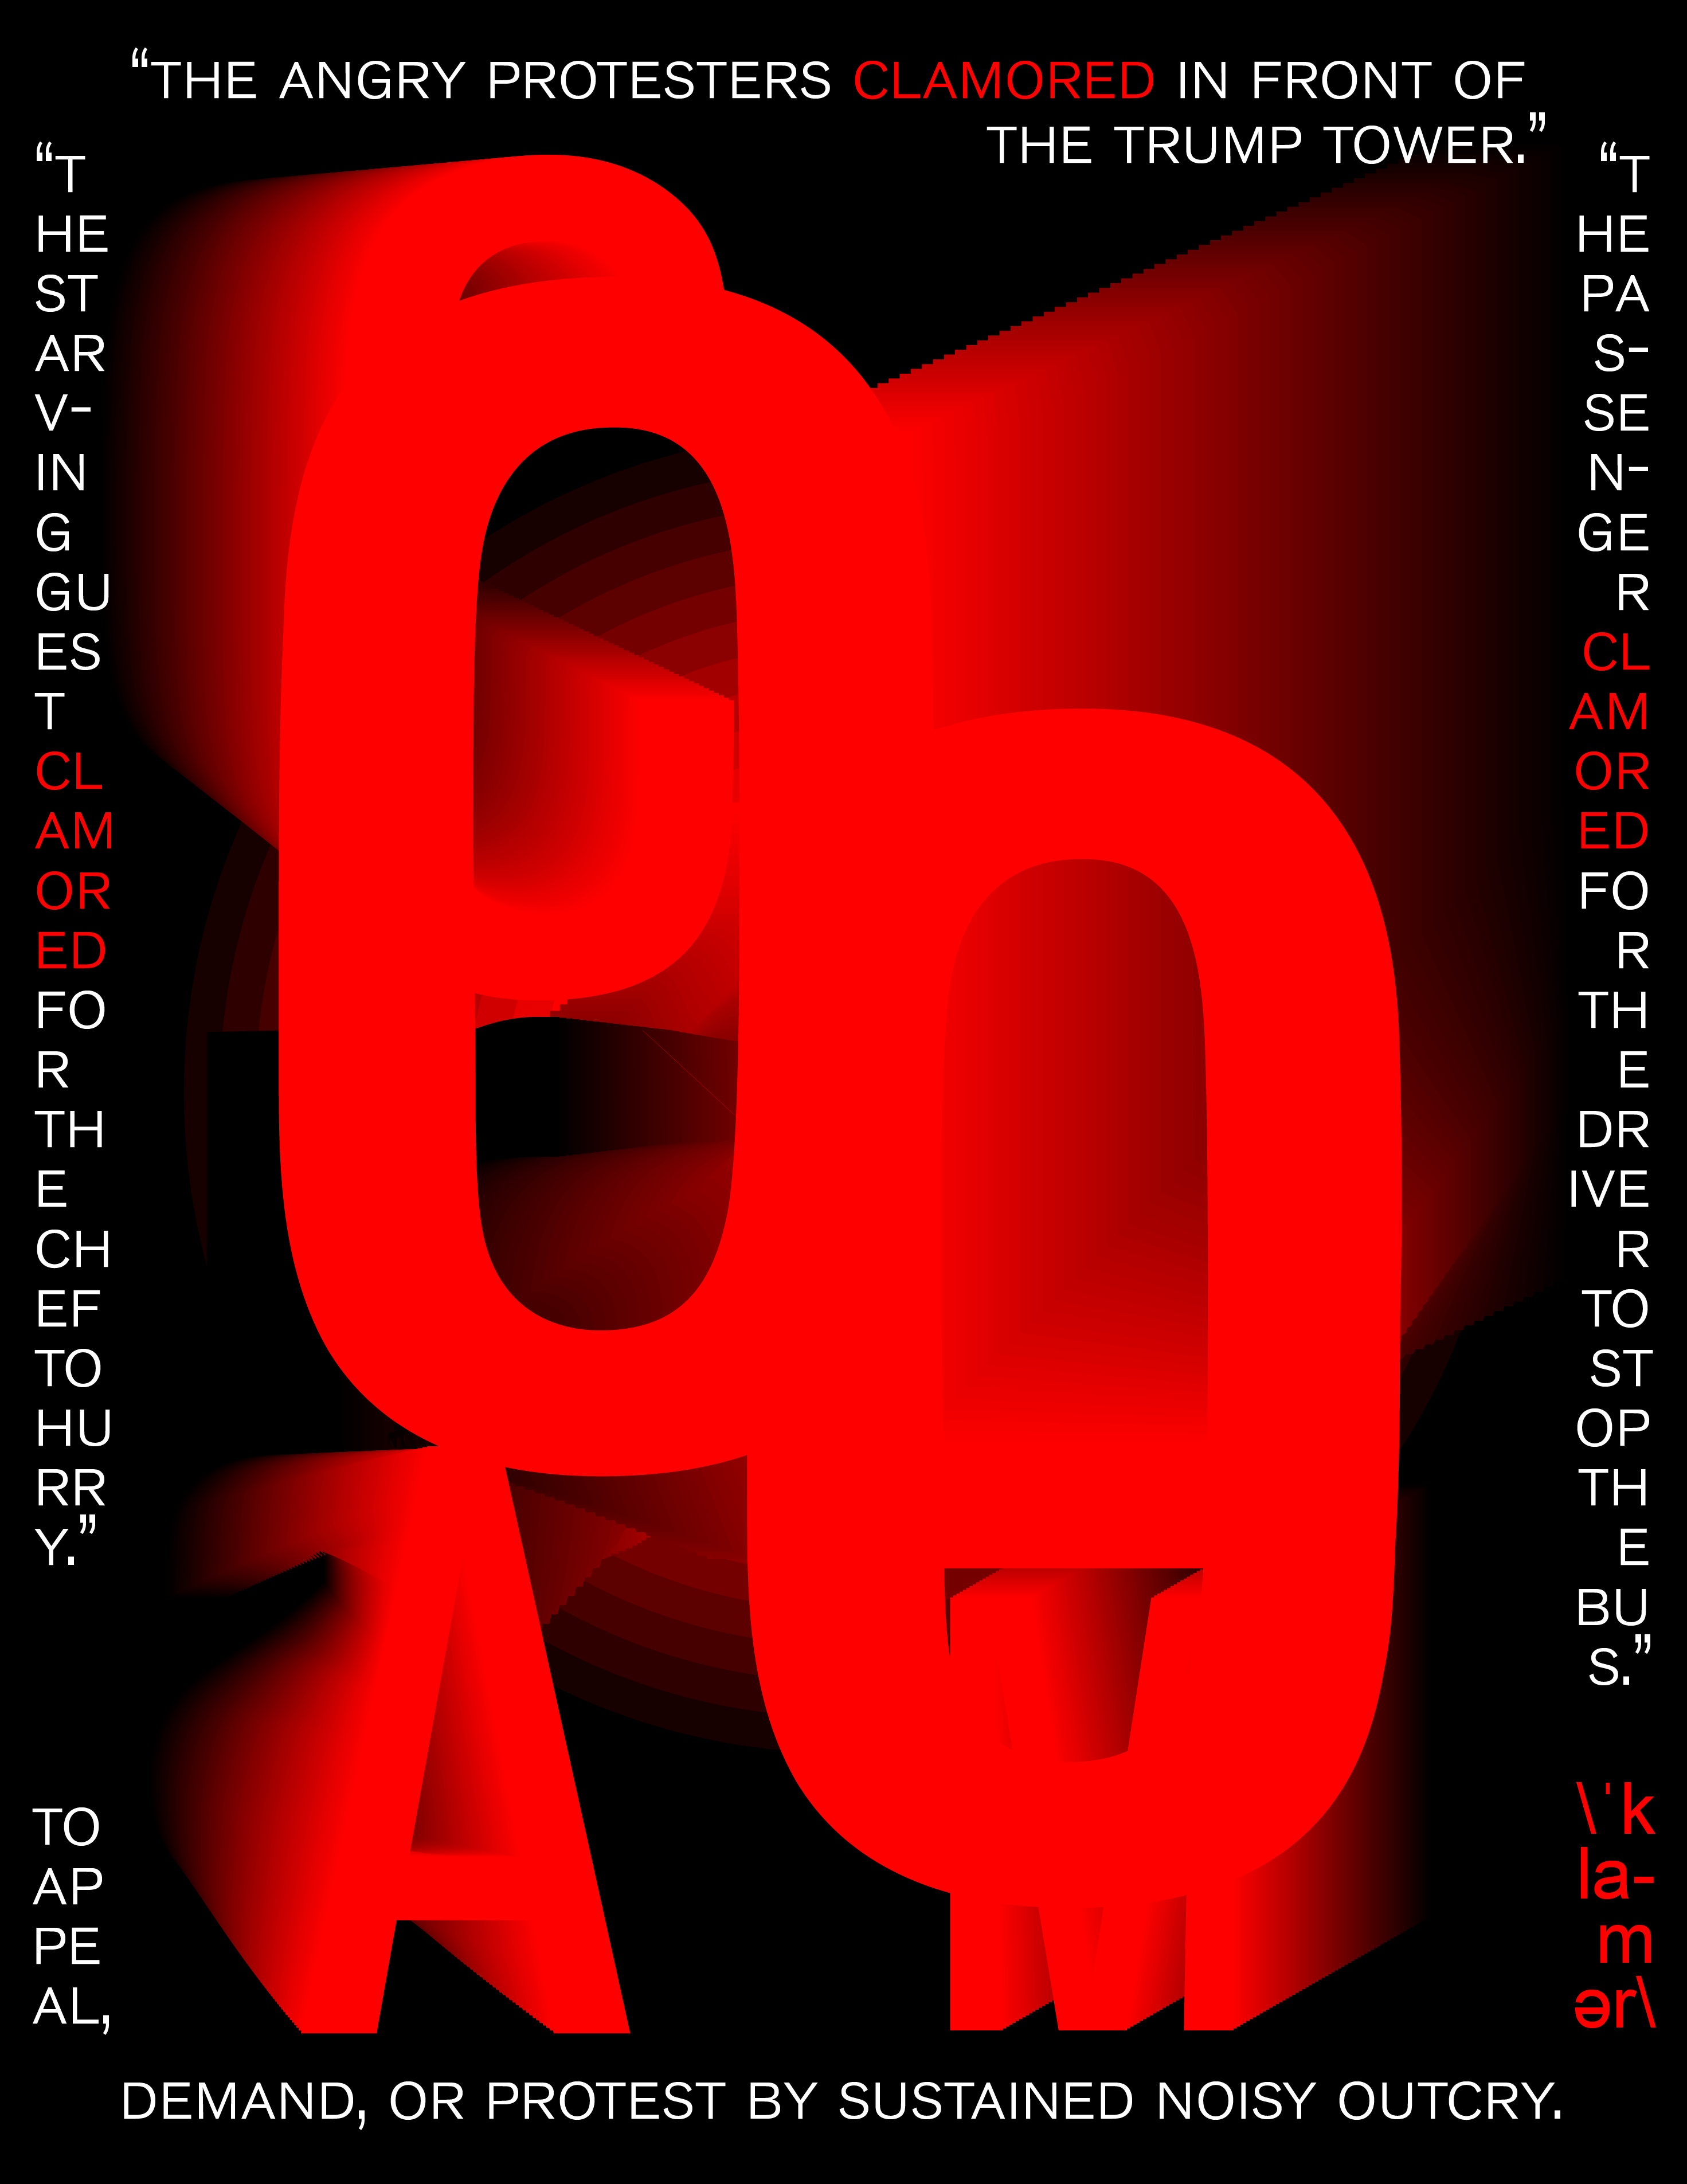 “THE ANGRY PROTESTERS CLAMORED IN FRONT OF
THE TRUMP TOWER.”
“T
HE
ST
AR
V-
IN
G
GU
ES
T
CL
AM
OR
ED
FO
R
TH
E
CH
EF
TO
HU
RR
Y.”
“T
HE
PA
S-
SE
N-
GE
R
CL
AM
OR
ED
FO
R
TH
E
DR
IVE
R
TO
ST
OP
TH
E
BU
S.”
\ˈk
la-
m
ər\
TO
AP
PE
AL,
DEMAND, OR PROTEST BY SUSTAINED NOISY OUTCRY.